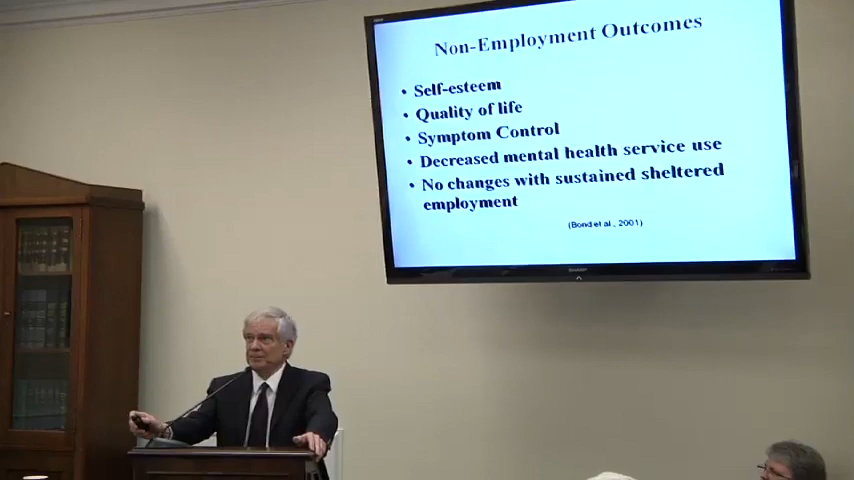 Non-Employment Outcomes
• Self-esteem
• Quality of life
• Symptom Control
• Decreased mental health service use
• No changes with sustained sheltered
employment
(Bond et al., 2001)
SHARP